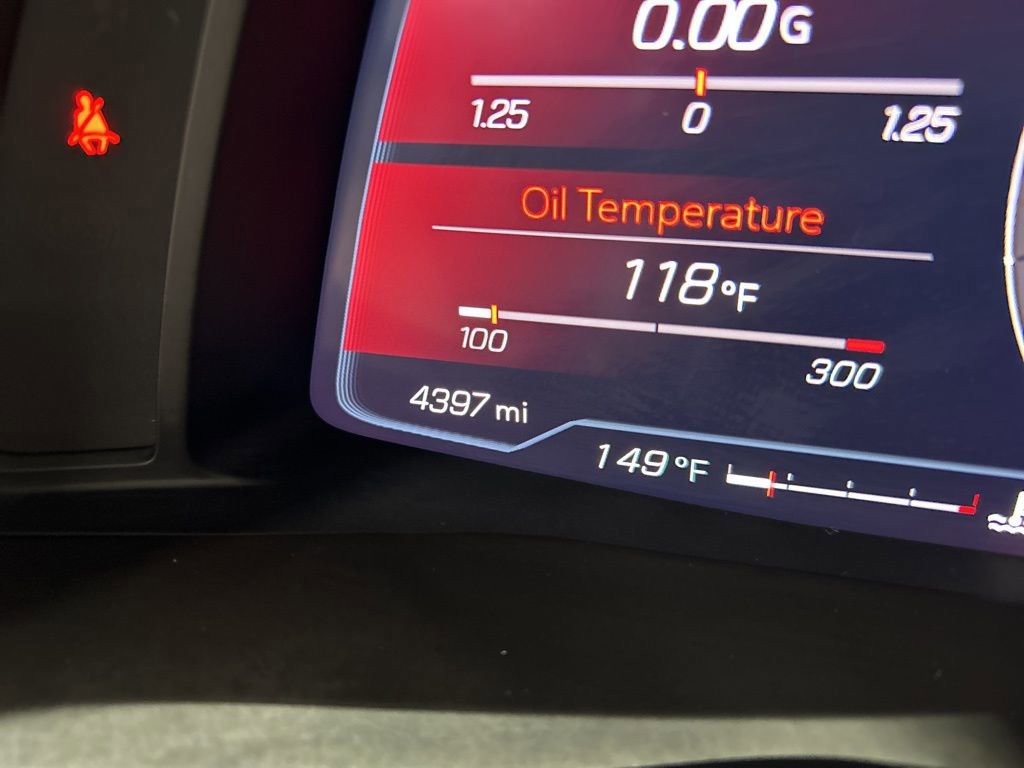 0.00G
1.25 0 1.25
Oil Temperature
118°F
100 300
4397 mi
149°F